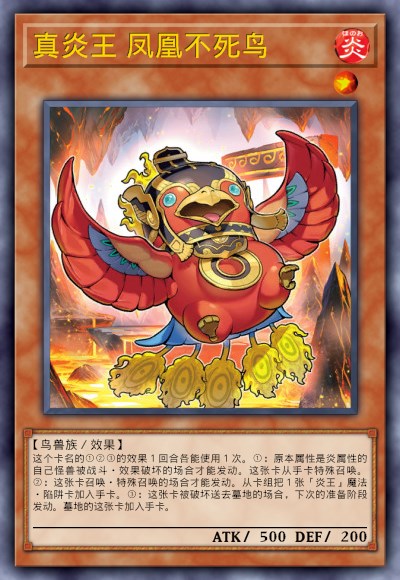 真炎王 凤凰不死鸟
ほのお
炎
【鸟兽族／效果】
这个卡名的①②③的效果1回合各能使用1次。①：原本属性是炎属性的
自己怪兽被战斗·效果破坏的场合才能发动。这张卡从手卡特殊召唤。
②：这张卡召唤·特殊召唤的场合才能发动。从卡组把1张「炎王」魔法
·陷阱卡加入手卡。③：这张卡被破坏送去墓地的场合，下次的准备阶段
发动。墓地的这张卡加入手卡。
ATK／ 500 DEF／ 200